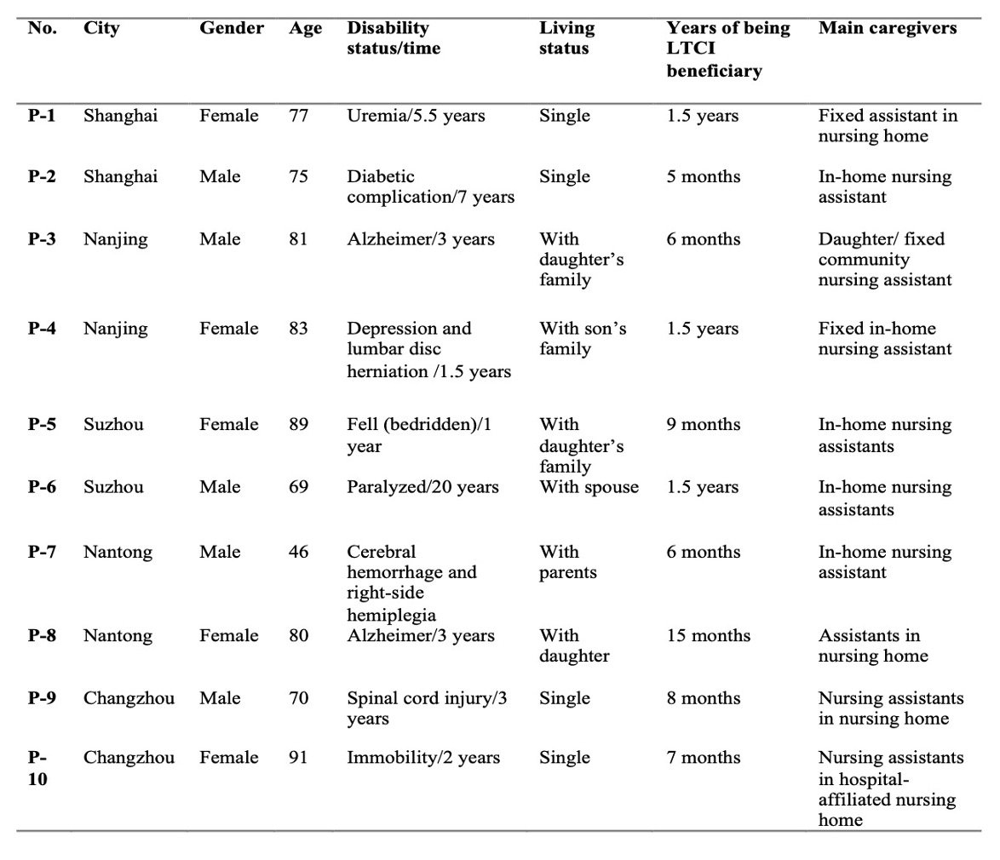 No. City Gender Age Disability status/time Living status Years of being LTCI beneficiary Main caregivers
P-1 Shanghai Female 77 Uremia/5.5 years Single 1.5 years Fixed assistant in
nursing home
P-2 Shanghai Male 75 Diabetic Single 5 months In-home nursing
complication/7 years assistant
P-3 Nanjing Male 81 Alzheimer/3 years With 6 months Daughter/ fixed
daughter’s community
family nursing assistant
P-4 Nanjing Female 83 Depression and With son’s 1.5 years Fixed in-home
lumbar disc family nursing assistant
herniation /1.5 years
P-5 Suzhou Female 89 Fell (bedridden)/1 With 9 months In-home nursing
year daughter’s assistants
family
P-6 Suzhou Male 69 Paralyzed/20 years With spouse 1.5 years In-home nursing
assistants
P-7 Nantong Male 46 Cerebral With 6 months In-home nursing
hemorrhage and parents assistant
right-side
hemiplegia
P-8 Nantong Female 80 Alzheimer/3 years With 15 months Assistants in
daughter nursing home
P-9 Changzhou Male 70 Spinal cord injury/3 Single 8 months Nursing assistants
years in nursing home
P- Changzhou Female 91 Immobility/2 years Single 7 months Nursing assistants
10 in hospital-
affiliated nursing
home